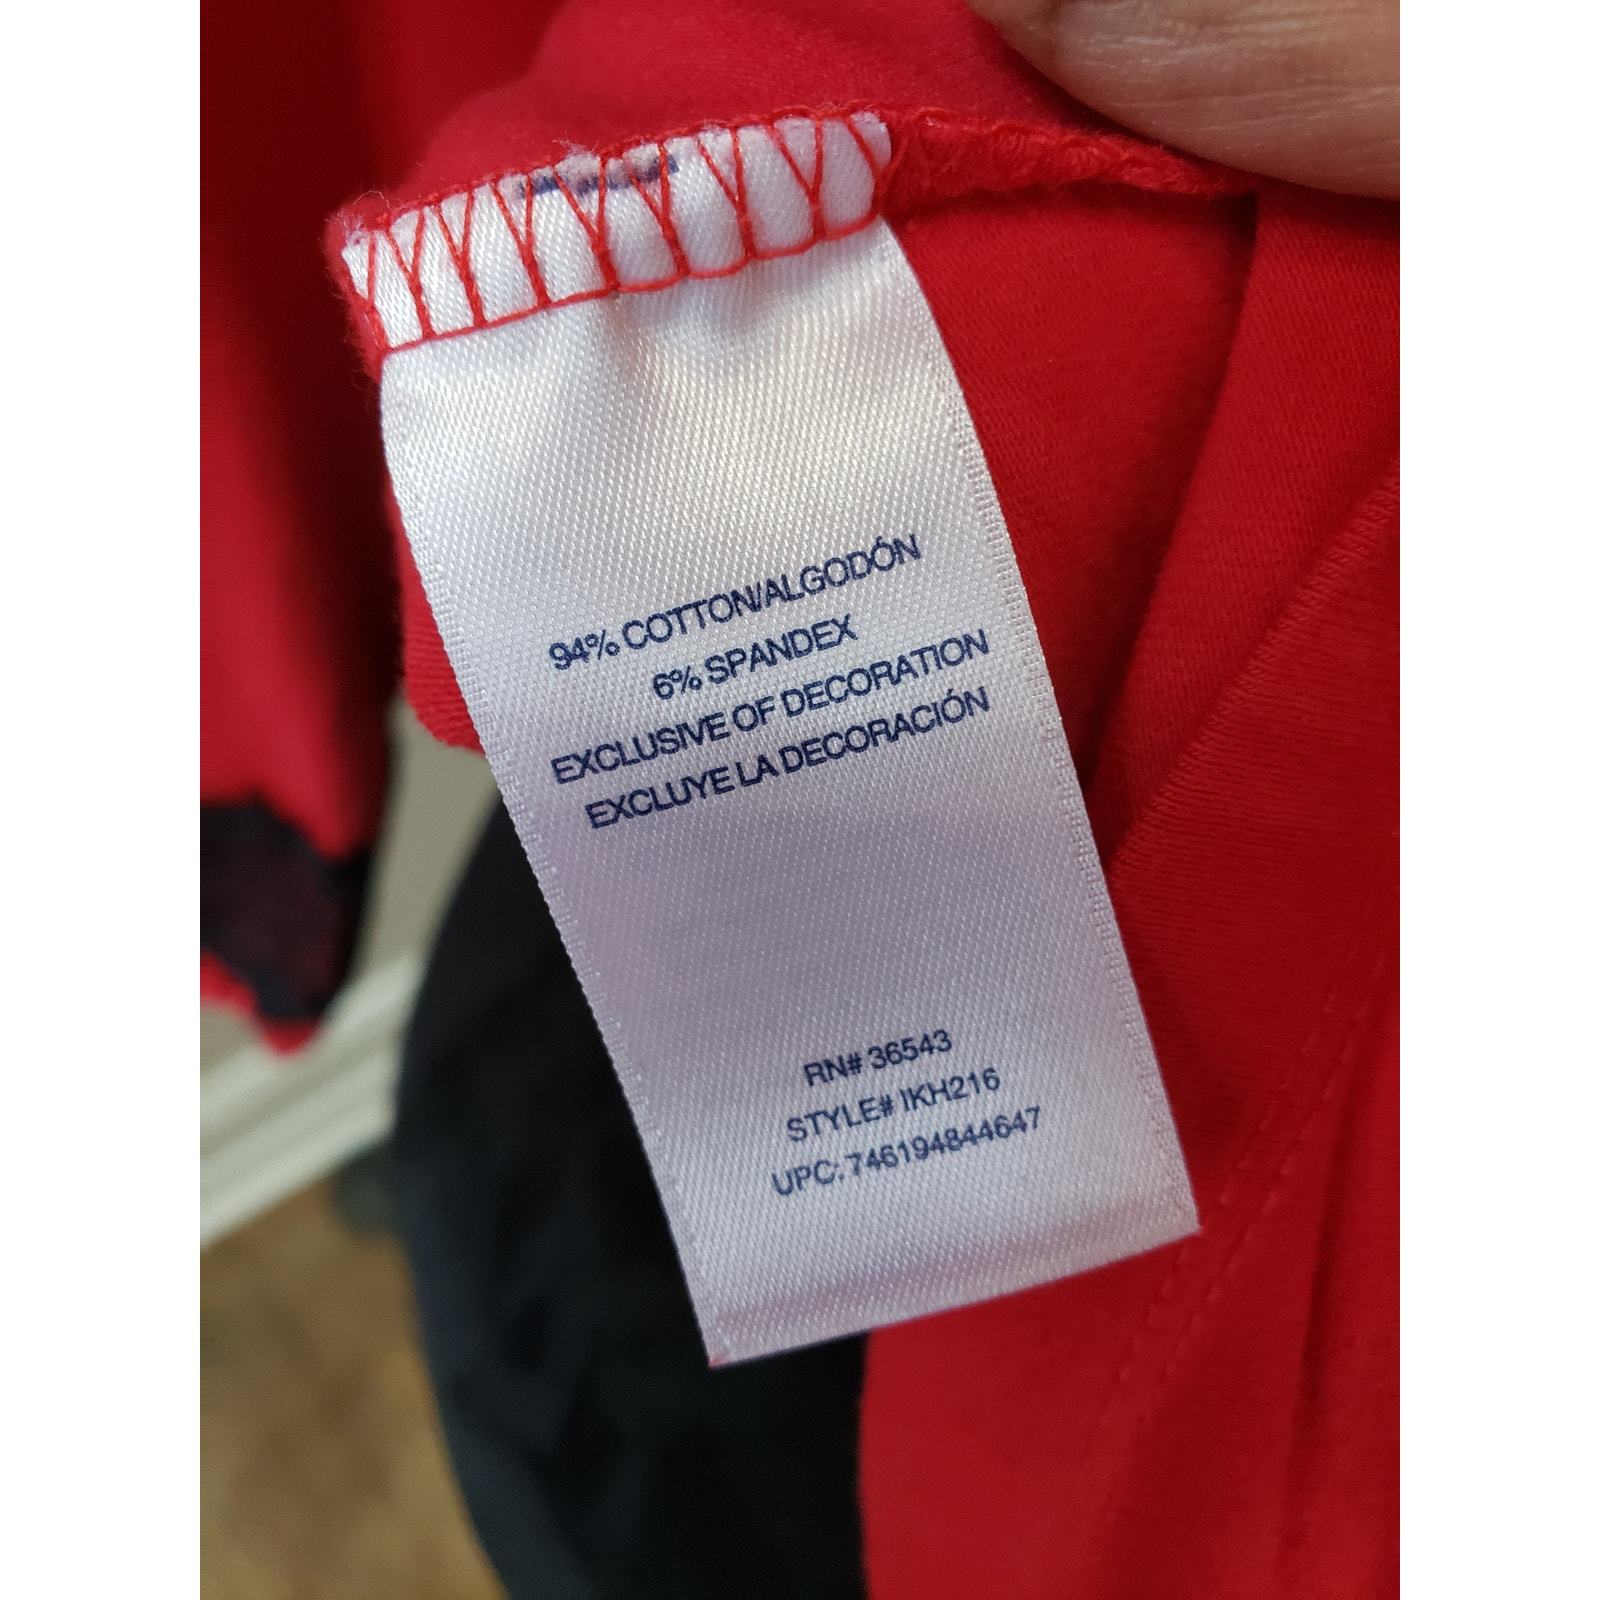 94% COTTON/ALGODÓN
6% SPANDEX
EXCLUSIVE OF DECORATION
EXCLUYE LA DECORACIÓN
RN# 36543
STYLE# IKH216
UPC: 746194844647